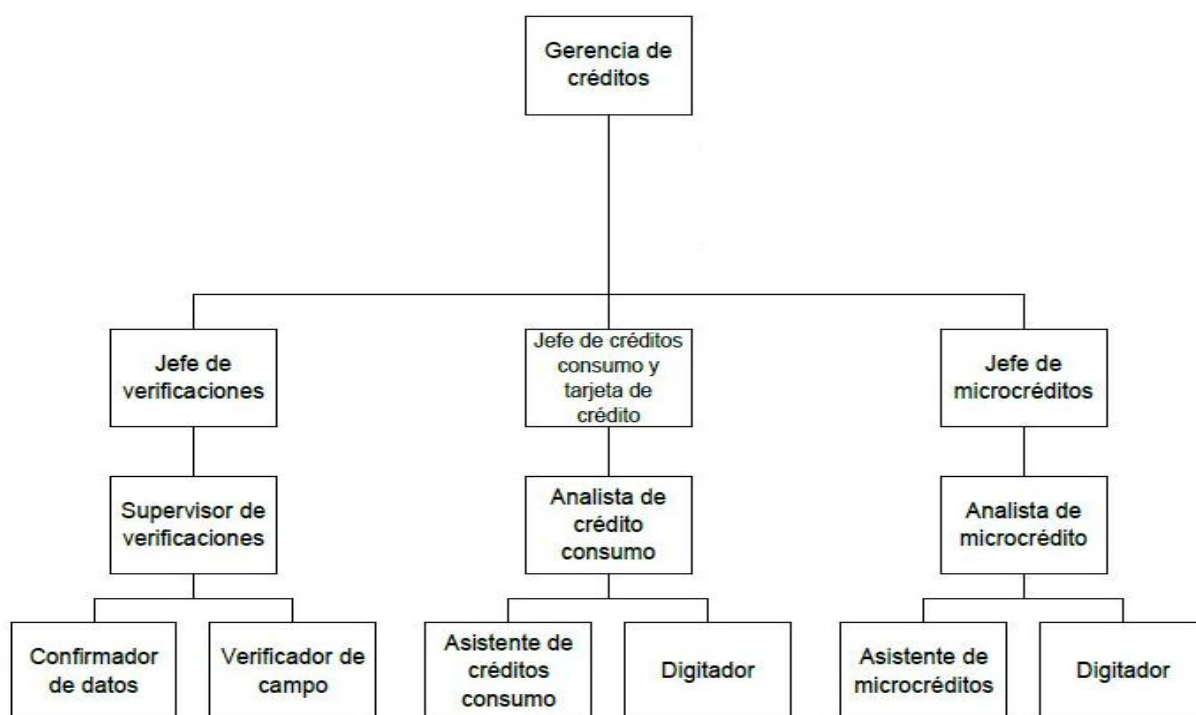 Gerencia de
créditos
Jefe de
verificaciones
Jefe de créditos
consumo y
tarjeta de
crédito
Jefe de
microcréditos
Supervisor de
verificaciones
Analista de
crédito
consumo
Analista de
microcrédito
Confirmador
de datos
Verificador de
campo
Asistente de
créditos
consumo
Digitador
Asistente de
microcréditos
Digitador